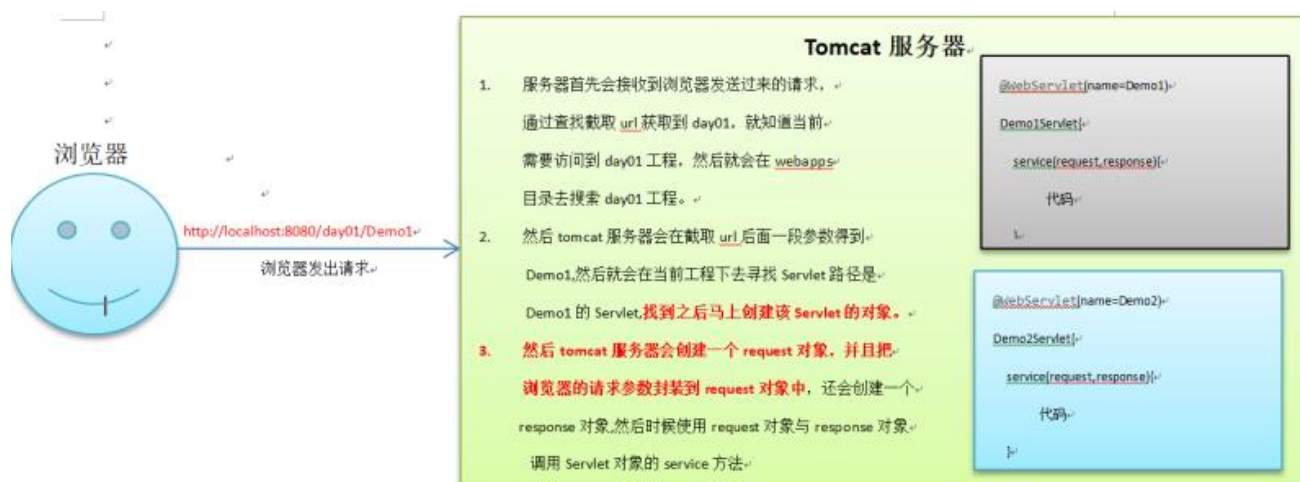 浏览器
http://localhost:8080/day01/Demo1
浏览器发出请求
Tomcat 服务器
1. 服务器首先会接收到浏览器发送过来的请求，
通过查找截取 url 获取到 day01，就知道当前
需要访问到 day01 工程，然后就会在 webapps
目录去搜索 day01 工程。
2. 然后 tomcat 服务器会在截取 url 后面一段参数得到
Demo1,然后就会在当前工程下去寻找 Servlet 路径是
Demo1 的 Servlet,找到之后马上创建该 Servlet 的对象。
3. 然后 tomcat 服务器会创建一个 request 对象，并且把
浏览器的请求参数封装到 request 对象中，还会创建一个
response 对象,然后时候使用 request 对象与 response 对象
调用 Servlet 对象的 service 方法
@WebServlet(name=Demo1)
Demo1Servlet{
service(request,response){
代码
}
@WebServlet(name=Demo2)
Demo2Servlet{
service(request,response){
代码
}